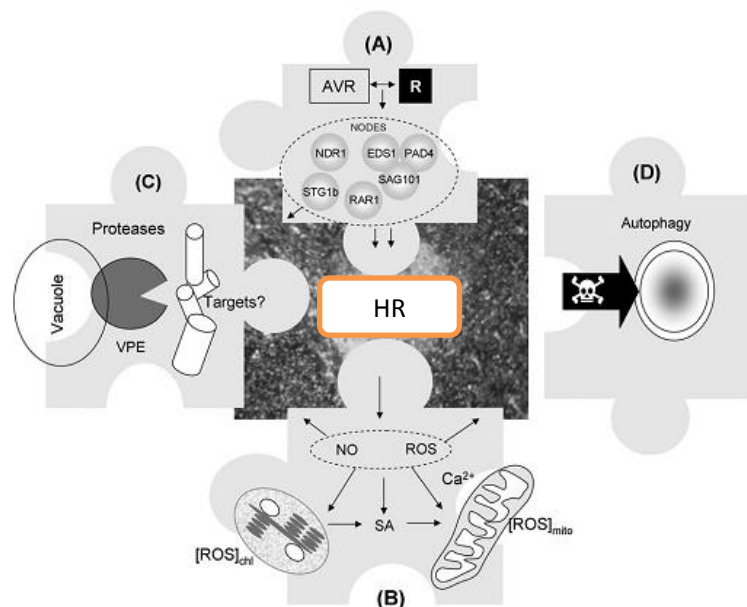 (A)
AVR R
NODES
NDR1 EDS1 PAD4
SAG101
STG1b RAR1
(C)
Proteases
Vacuole
Targets?
VPE
HR
(D)
Autophagy
NO ROS
Ca²⁺
SA
[ROS]chl
[ROS]mito
(B)